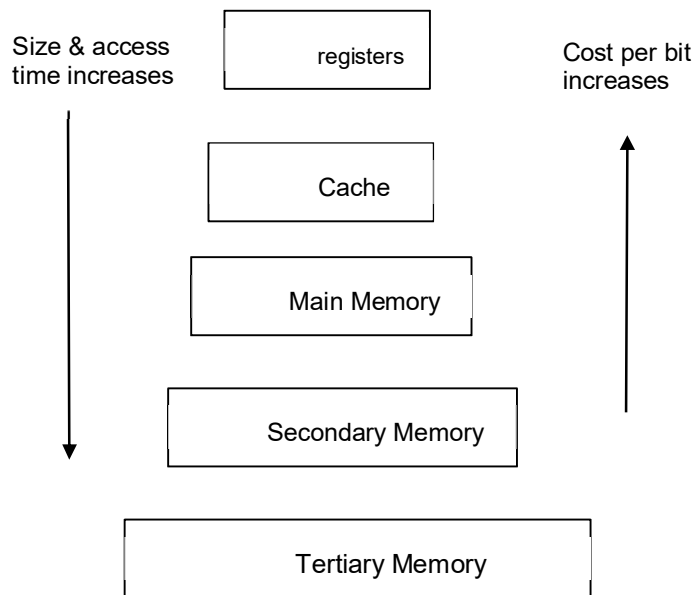 Size & access
time increases
registers
Cost per bit
increases
Cache
Main Memory
Secondary Memory
Tertiary Memory